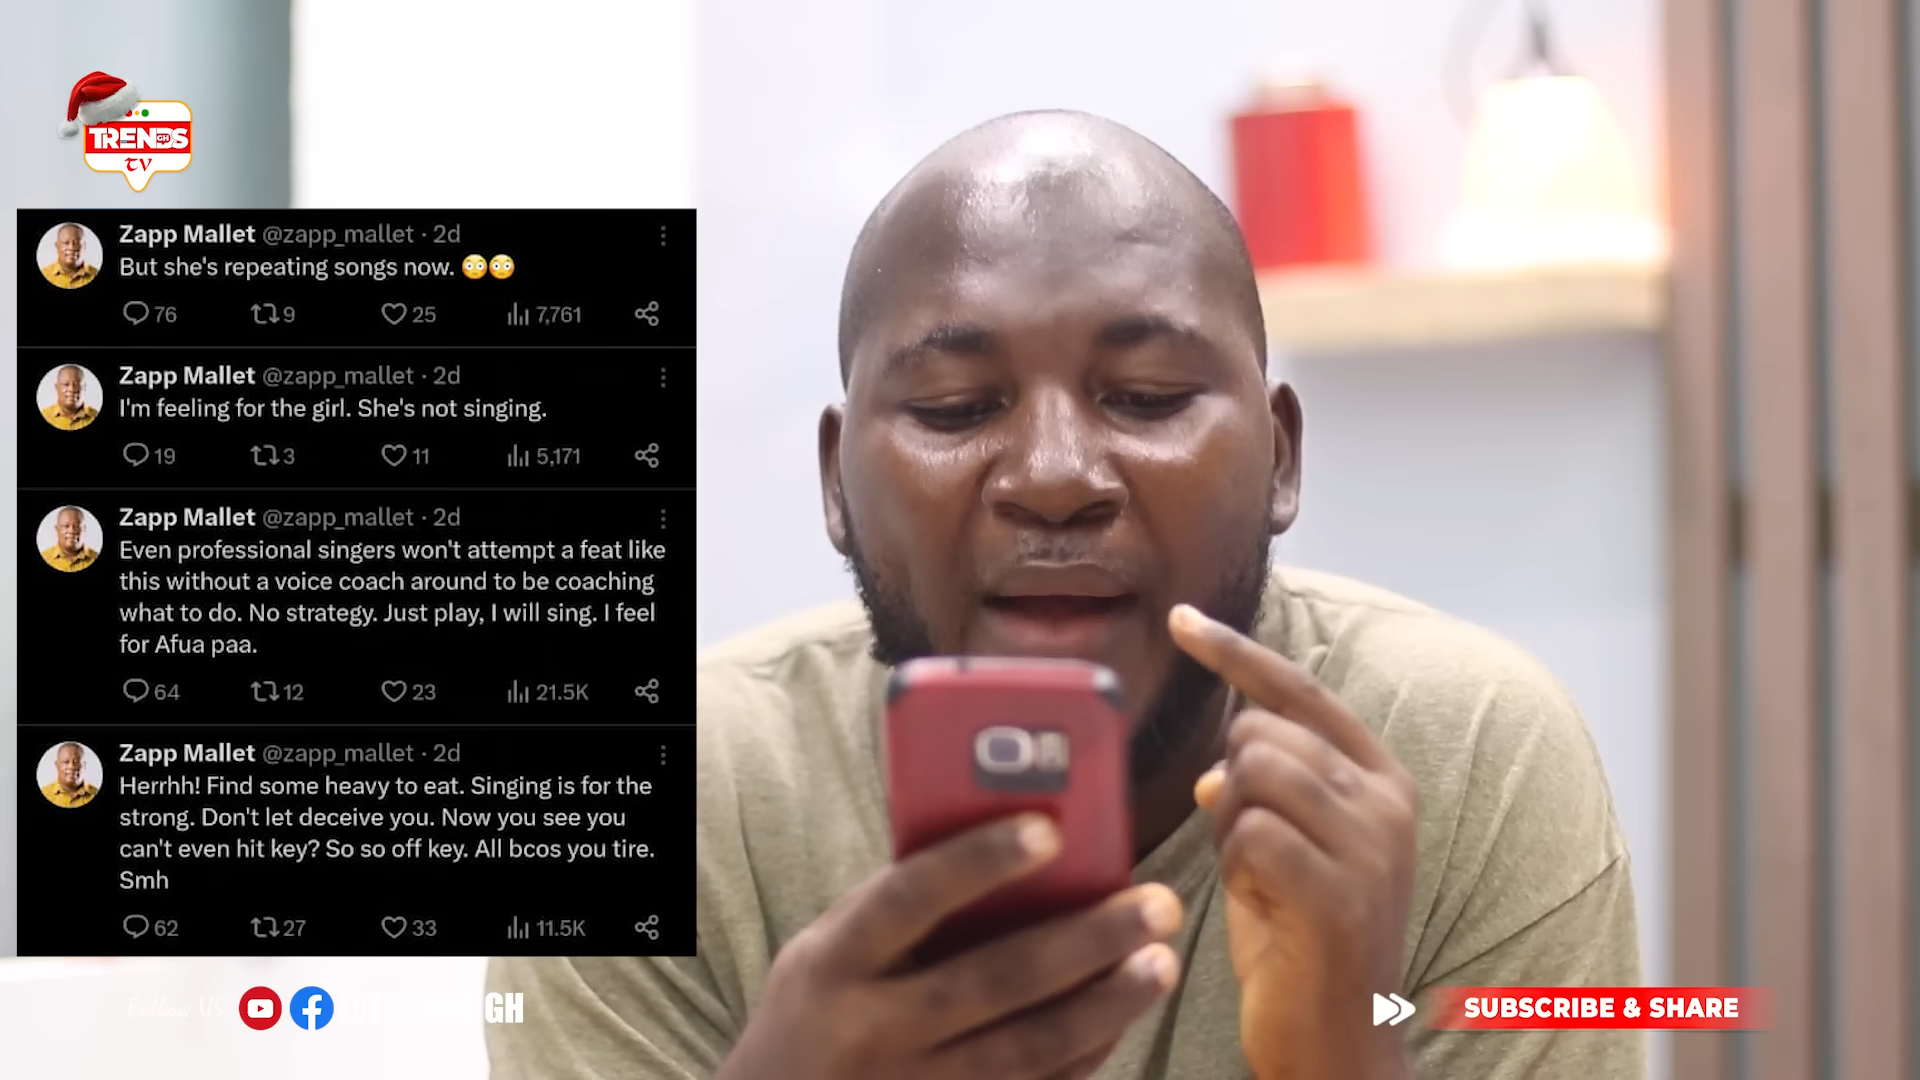 TRENDS GH
TV
Zapp Mallet @zapp_mallet · 2d
But she's repeating songs now. 😳😳
76 9 25 7,761
Zapp Mallet @zapp_mallet · 2d
I'm feeling for the girl. She's not singing.
19 3 11 5,171
Zapp Mallet @zapp_mallet · 2d
Even professional singers won't attempt a feat like
this without a voice coach around to be coaching
what to do. No strategy. Just play, I will sing. I feel
for Afua paa.
64 12 23 21.5K
Zapp Mallet @zapp_mallet · 2d
Herrhh! Find some heavy to eat. Singing is for the
strong. Don't let deceive you. Now you see you
can't even hit key? So so off key. All bcos you tire.
Smh
62 27 33 11.5K
Follow US
SUBSCRIBE & SHARE